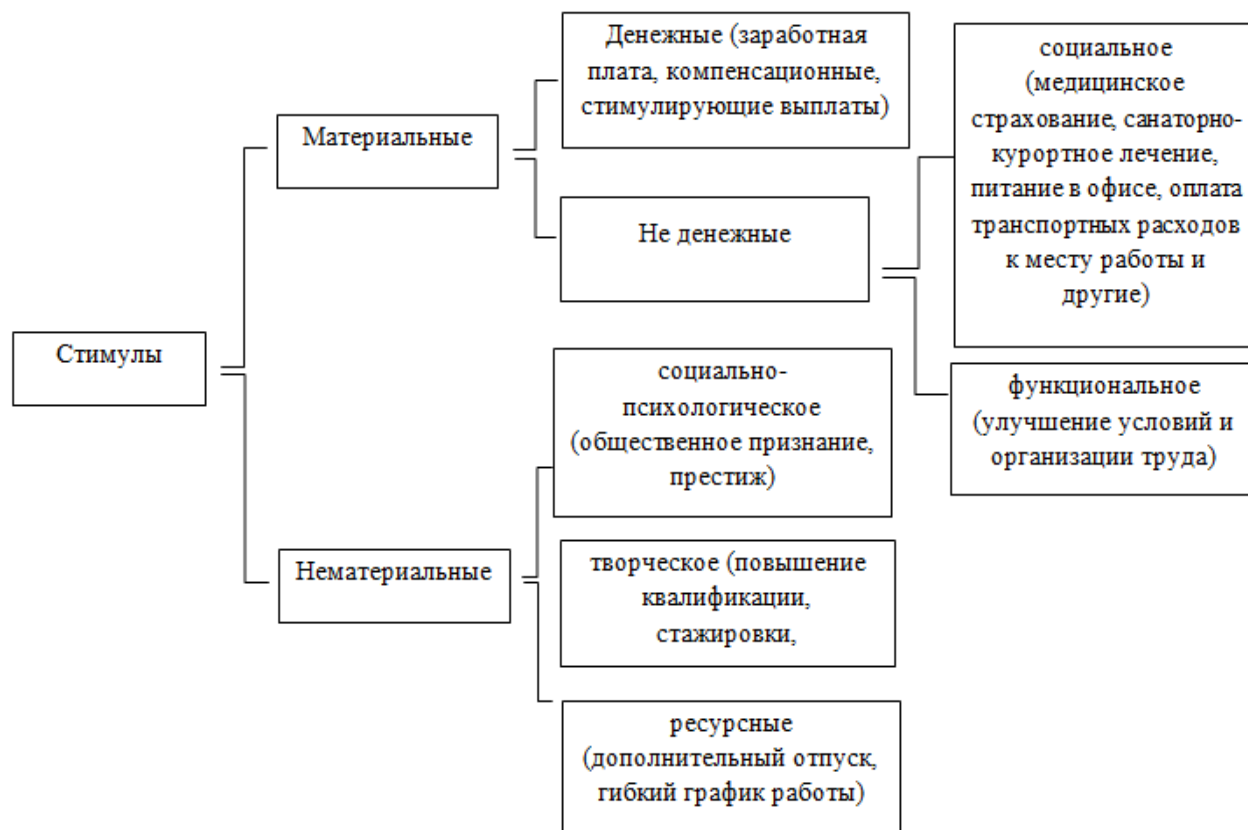 Стимулы
Материальные
Денежные (заработная
плата, компенсационные,
стимулирующие выплаты)
Не денежные
социальное
(медицинское
страхование, санаторно-
курортное лечение,
питание в офисе, оплата
транспортных расходов
к месту работы и
другие)
функциональное
(улучшение условий и
организации труда)
Нематериальные
социально-
психологическое
(общественное признание,
престиж)
творческое (повышение
квалификации,
стажировки,
ресурсные
(дополнительный отпуск,
гибкий график работы)